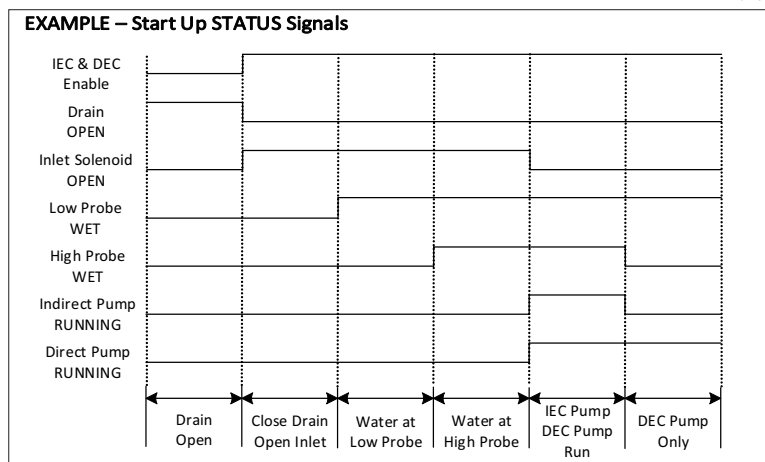 EXAMPLE – Start Up STATUS Signals
IEC & DEC
Enable
Drain
OPEN
Inlet Solenoid
OPEN
Low Probe
WET
High Probe
WET
Indirect Pump
RUNNING
Direct Pump
RUNNING
Drain
Open
Close Drain
Open Inlet
Water at
Low Probe
Water at
High Probe
IEC Pump
DEC Pump
Run
DEC Pump
Only